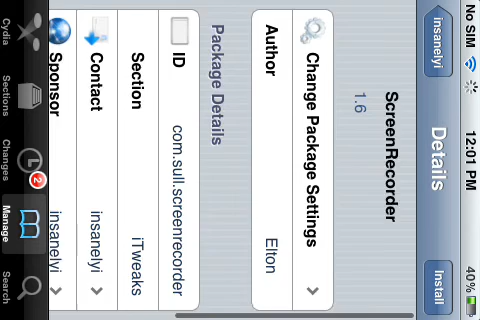 No SIM 12:01 PM 40%
insanelyi Details Install
ScreenRecorder
1.6
Change Package Settings
Author Elton
Package Details
ID com.sull.screenrecorder
Section iTweaks
Contact insanelyi
Sponsor insanelyi
Cydia Sections Changes 2 Manage Search